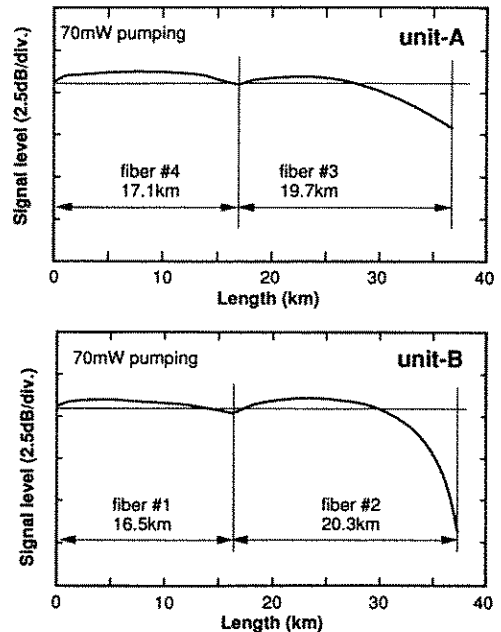 70mW pumping
unit-A
Signal level (2.5dB/div.)
fiber #4
17.1km
fiber #3
19.7km
0 10 20 30 40
Length (km)
70mW pumping
unit-B
Signal level (2.5dB/div.)
fiber #1
16.5km
fiber #2
20.3km
0 10 20 30 40
Length (km)